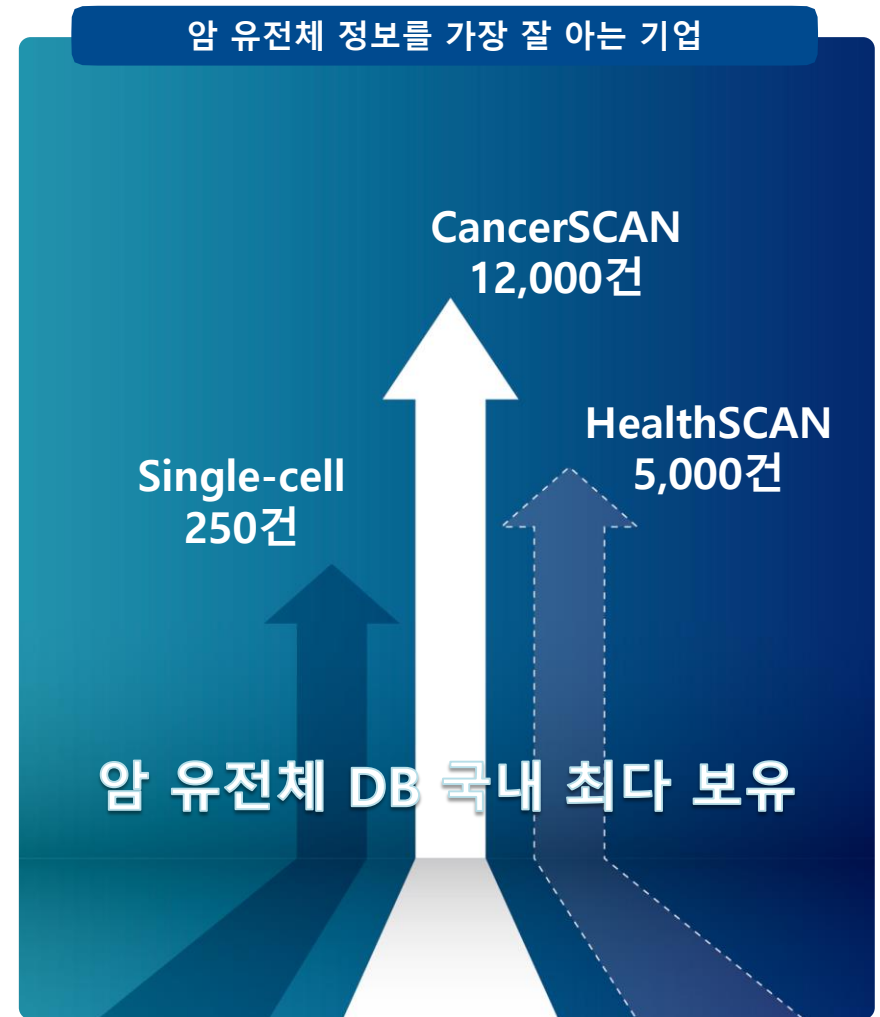 암 유전체 정보를 가장 잘 아는 기업
CancerSCAN
12,000건
HealthSCAN
5,000건
Single-cell
250건
암 유전체 DB 국내 최다 보유